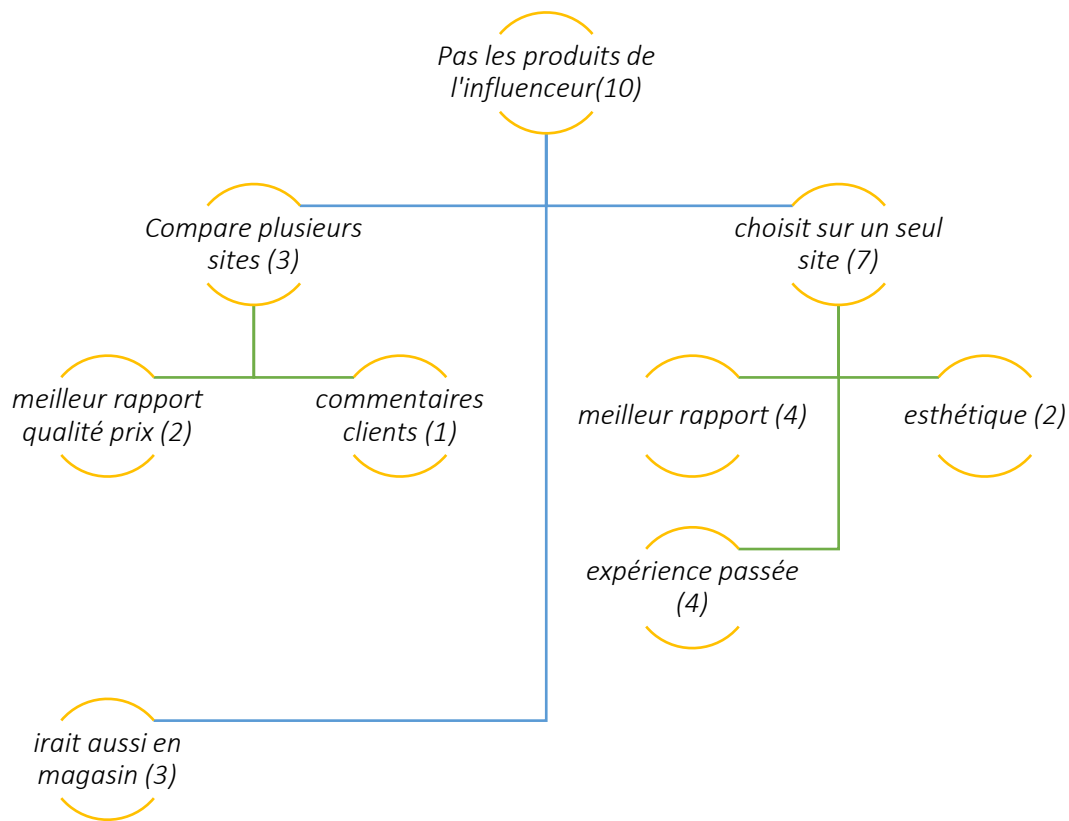 Pas les produits de
l'influenceur(10)
Compare plusieurs
sites (3)
choisit sur un seul
site (7)
meilleur rapport
qualité prix (2)
commentaires
clients (1)
meilleur rapport (4)
esthétique (2)
expérience passée
(4)
irait aussi en
magasin (3)